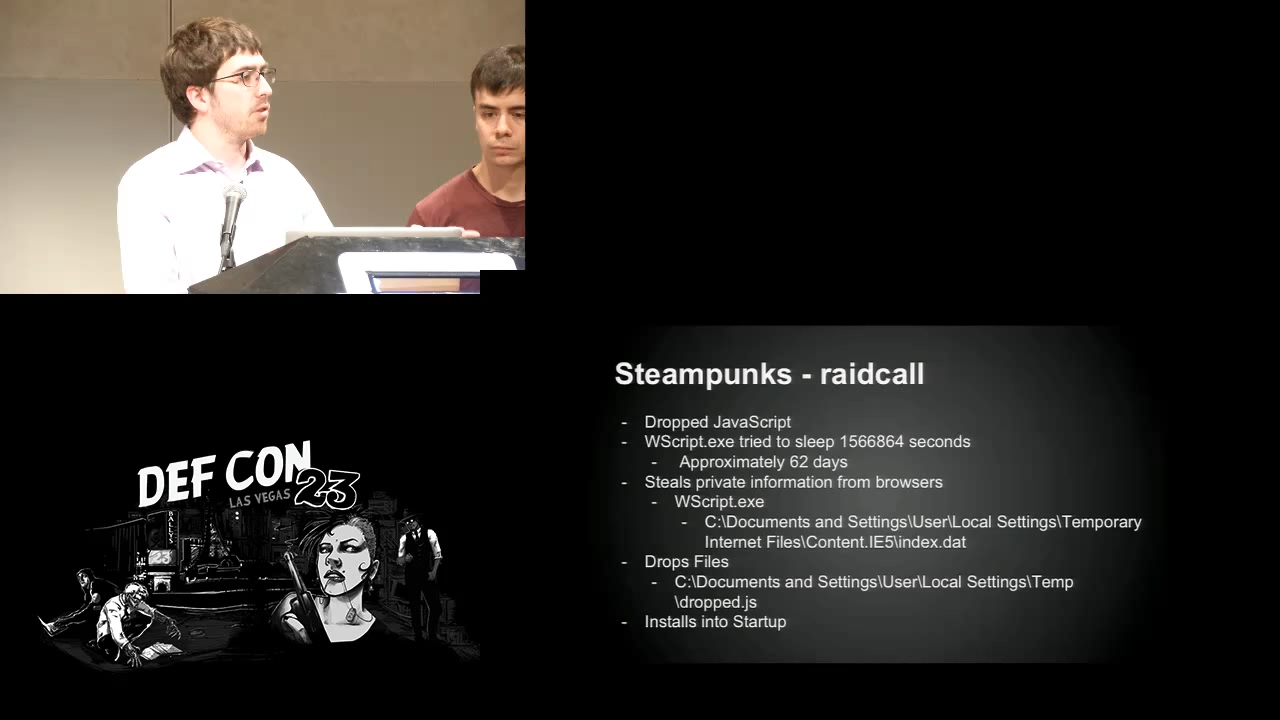 Steampunks - raidcall
- Dropped JavaScript
- WScript.exe tried to sleep 1566864 seconds
- Approximately 62 days
- Steals private information from browsers
- WScript.exe
- C:\Documents and Settings\User\Local Settings\Temporary
Internet Files\Content.IE5\index.dat
- Drops Files
- C:\Documents and Settings\User\Local Settings\Temp
\dropped.js
- Installs into Startup
DEF CON
LAS VEGAS 23
BALLYS